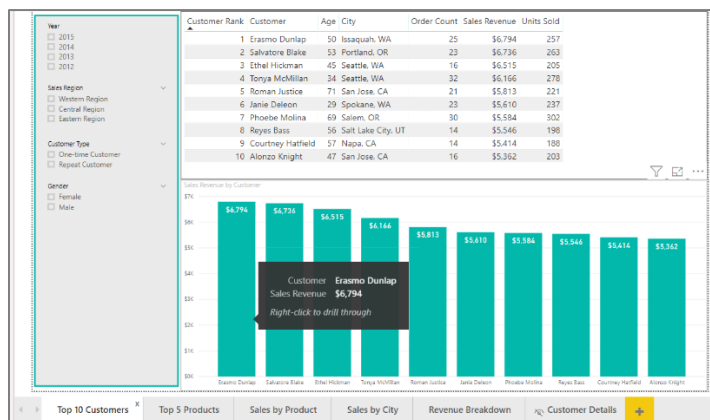 Year
2015
2014
2013
2012
Sales Region
Western Region
Central Region
Eastern Region
Customer Type
One-time Customer
Repeat Customer
Gender
Female
Male
Customer Rank Customer Age City Order Count Sales Revenue Units Sold
1 Erasmo Dunlap 50 Issaquah, WA 25 $6,794 257
2 Salvatore Blake 53 Portland, OR 23 $6,736 263
3 Ethel Hickman 45 Seattle, WA 16 $6,515 205
4 Tonya McMillan 34 Seattle, WA 32 $6,166 278
5 Roman Justice 71 San Jose, CA 21 $5,813 221
6 Janie Deleon 29 Spokane, WA 23 $5,610 237
7 Phoebe Molina 69 Salem, OR 30 $5,584 302
8 Reyes Bass 56 Salt Lake City, UT 14 $5,546 198
9 Courtney Hatfield 57 Napa, CA 14 $5,414 188
10 Alonzo Knight 47 San Jose, CA 16 $5,362 203
Sales Revenue by Customer
$7K
$6K
$5K
$4K
$3K
$2K
$1K
$0K
$6,794 $6,736 $6,515 $6,166 $5,813 $5,610 $5,584 $5,546 $5,414 $5,362
Customer Erasmo Dunlap
Sales Revenue $6,794
Right-click to drill through
Erasmo Dunlap Salvatore Blake Ethel Hickman Tonya McMillan Roman Justice Janie Deleon Phoebe Molina Reyes Bass Courtney Hatfield Alonzo Knight
Top 10 Customers x Top 5 Products Sales by Product Sales by City Revenue Breakdown Customer Details +